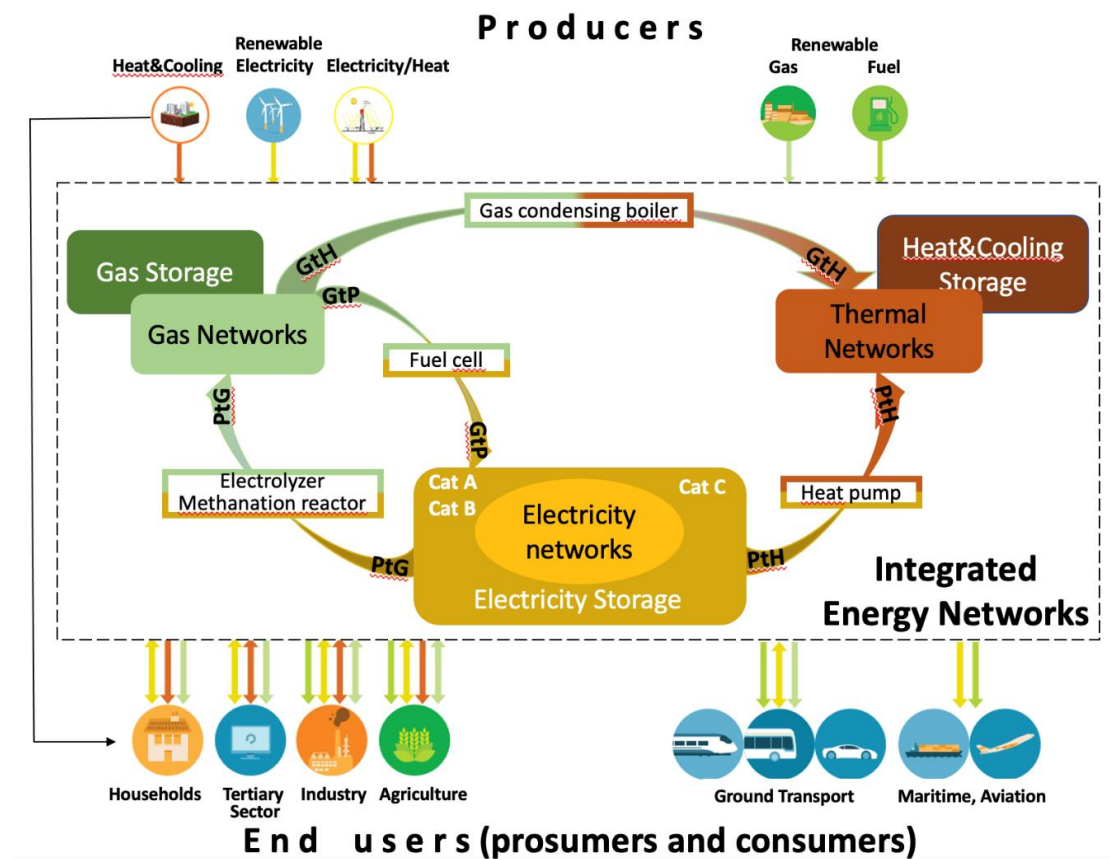 Producers
Renewable
Renewable
Heat&Cooling
Electricity
Electricity/Heat
Gas
Fuel
Gas condensing boiler
GtH
GtH
Gas Storage
Heat&Cooling
Storage
GtP
Gas Networks
Thermal
Networks
Fuel cell
PtG
PtH
GtP
Electrolyzer
Methanation reactor
Cat A
Cat B
Cat C
Heat pump
Electricity
networks
PtG
PtH
Electricity Storage
Integrated
Energy Networks
Households
Tertiary
Sector
Industry
Agriculture
Ground Transport
Maritime, Aviation
End users (prosumers and consumers)